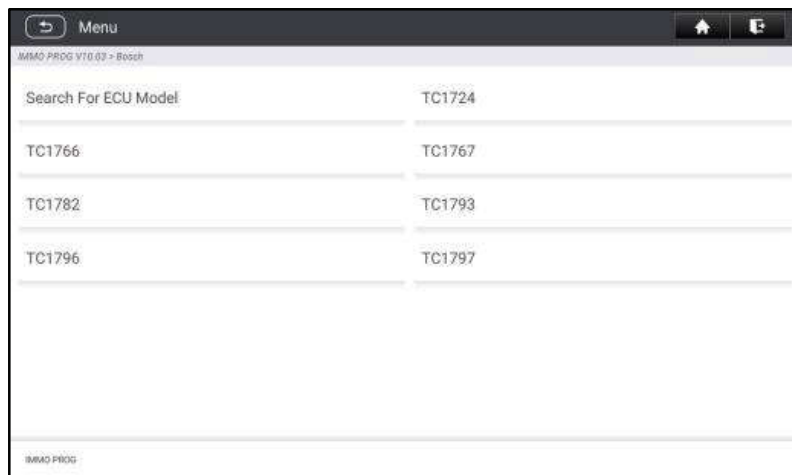 Menu
IMMO PROG V10.03 > Bosch
Search For ECU Model
TC1724
TC1766
TC1767
TC1782
TC1793
TC1796
TC1797
IMMO PROG